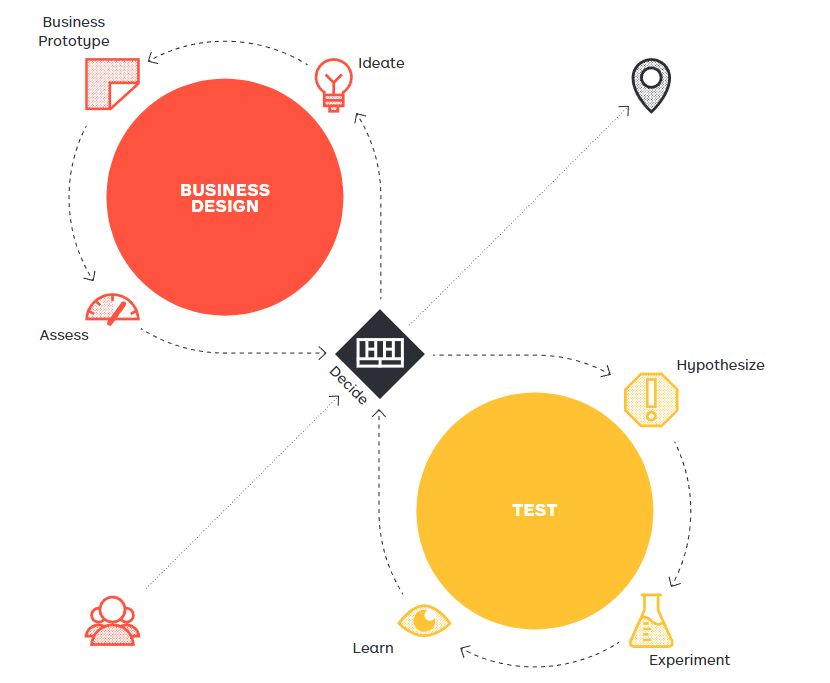 Business
Prototype
Ideate
BUSINESS
DESIGN
Assess
Decide
Hypothesize
TEST
Learn
Experiment